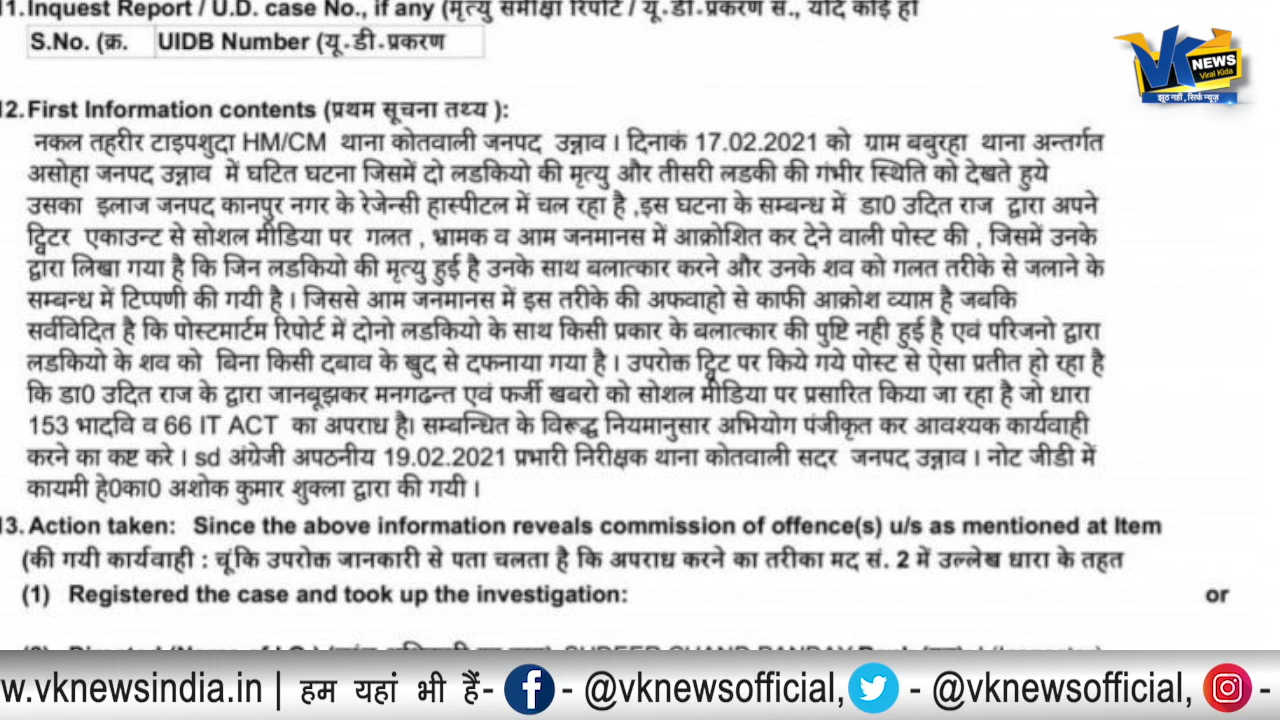 11. Inquest Report / U.D. case No., if any (मृत्यु समीक्षा रिपोर्ट / यू.डी.प्रकरण सं., यदि कोई हो
S.No. (क्र. UIDB Number (यू.डी.प्रकरण
VK NEWS
Viral Kida
झूठ नहीं, सिर्फ न्यूज़
12. First Information contents (प्रथम सूचना तथ्य ):
नकल तहरीर टाइपशुदा HM/CM थाना कोतवाली जनपद उन्नाव । दिनाकं 17.02.2021 को ग्राम बबुरहा थाना अन्तर्गत
असोहा जनपद उन्नाव में घटित घटना जिसमें दो लडकियो की मृत्यु और तीसरी लडकी की गंभीर स्थिति को देखते हुये
उसका इलाज जनपद कानपुर नगर के रेजेन्सी हास्पीटल में चल रहा है ,इस घटना के सम्बन्ध में डा0 उदित राज द्वारा अपने
ट्विटर एकाउन्ट से सोशल मीडिया पर गलत , भ्रामक व आम जनमानस में आक्रोशित कर देने वाली पोस्ट की , जिसमें उनके
द्वारा लिखा गया है कि जिन लडकियो की मृत्यु हुई है उनके साथ बलात्कार करने और उनके शव को गलत तरीके से जलाने के
सम्बन्ध में टिप्पणी की गयी है । जिससे आम जनमानस में इस तरीके की अफवाहो से काफी आक्रोश व्याप्त है जबकि
सर्वविदित है कि पोस्टमार्टम रिपोर्ट में दोनो लडकियो के साथ किसी प्रकार के बलात्कार की पुष्टि नही हुई है एवं परिजनो द्वारा
लडकियो के शव को बिना किसी दबाव के खुद से दफनाया गया है । उपरोक्त ट्विट पर किये गये पोस्ट से ऐसा प्रतीत हो रहा है
कि डा0 उदित राज के द्वारा जानबूझकर मनगढन्त एवं फर्जी खबरो को सोशल मीडिया पर प्रसारित किया जा रहा है जो धारा
153 भादवि व 66 IT ACT का अपराध है। सम्बन्धित के विरूद्ध नियमानुसार अभियोग पंजीकृत कर आवश्यक कार्यवाही
करने का कष्ट करे । sd अंग्रेजी अपठनीय 19.02.2021 प्रभारी निरीक्षक थाना कोतवाली सदर जनपद उन्नाव । नोट जीडी में
कायमी हे0का0 अशोक कुमार शुक्ला द्वारा की गयी ।
13. Action taken: Since the above information reveals commission of offence(s) u/s as mentioned at Item
(की गयी कार्यवाही : चूंकि उपरोक्त जानकारी से पता चलता है कि अपराध करने का तरीका मद सं. 2 में उल्लेख धारा के तहत
(1) Registered the case and took up the investigation: or
w.vknewsindia.in | हम यहां भी हैं- f - @vknewsofficial, - @vknewsofficial, -